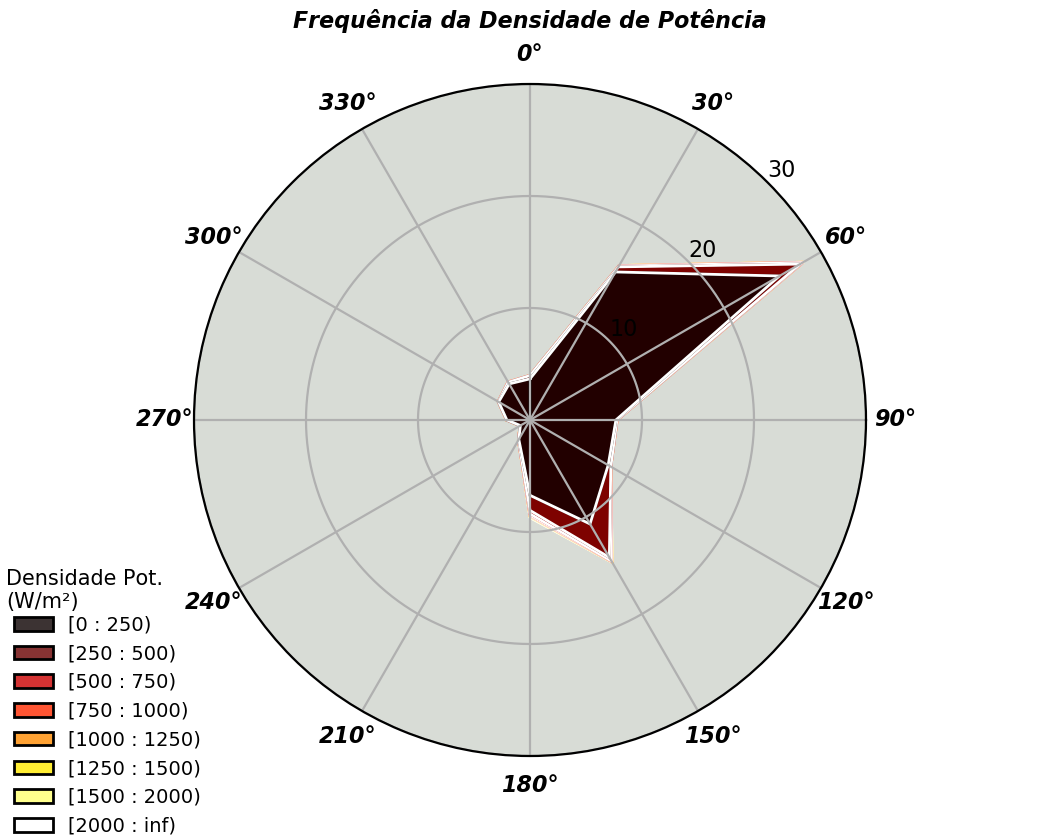 Frequência da Densidade de Potência
0°
330°
30°
30
300°
60°
20
10
270°
90°
240°
120°
210°
150°
180°
Densidade Pot.
(W/m²)
[0 : 250)
[250 : 500)
[500 : 750)
[750 : 1000)
[1000 : 1250)
[1250 : 1500)
[1500 : 2000)
[2000 : inf)